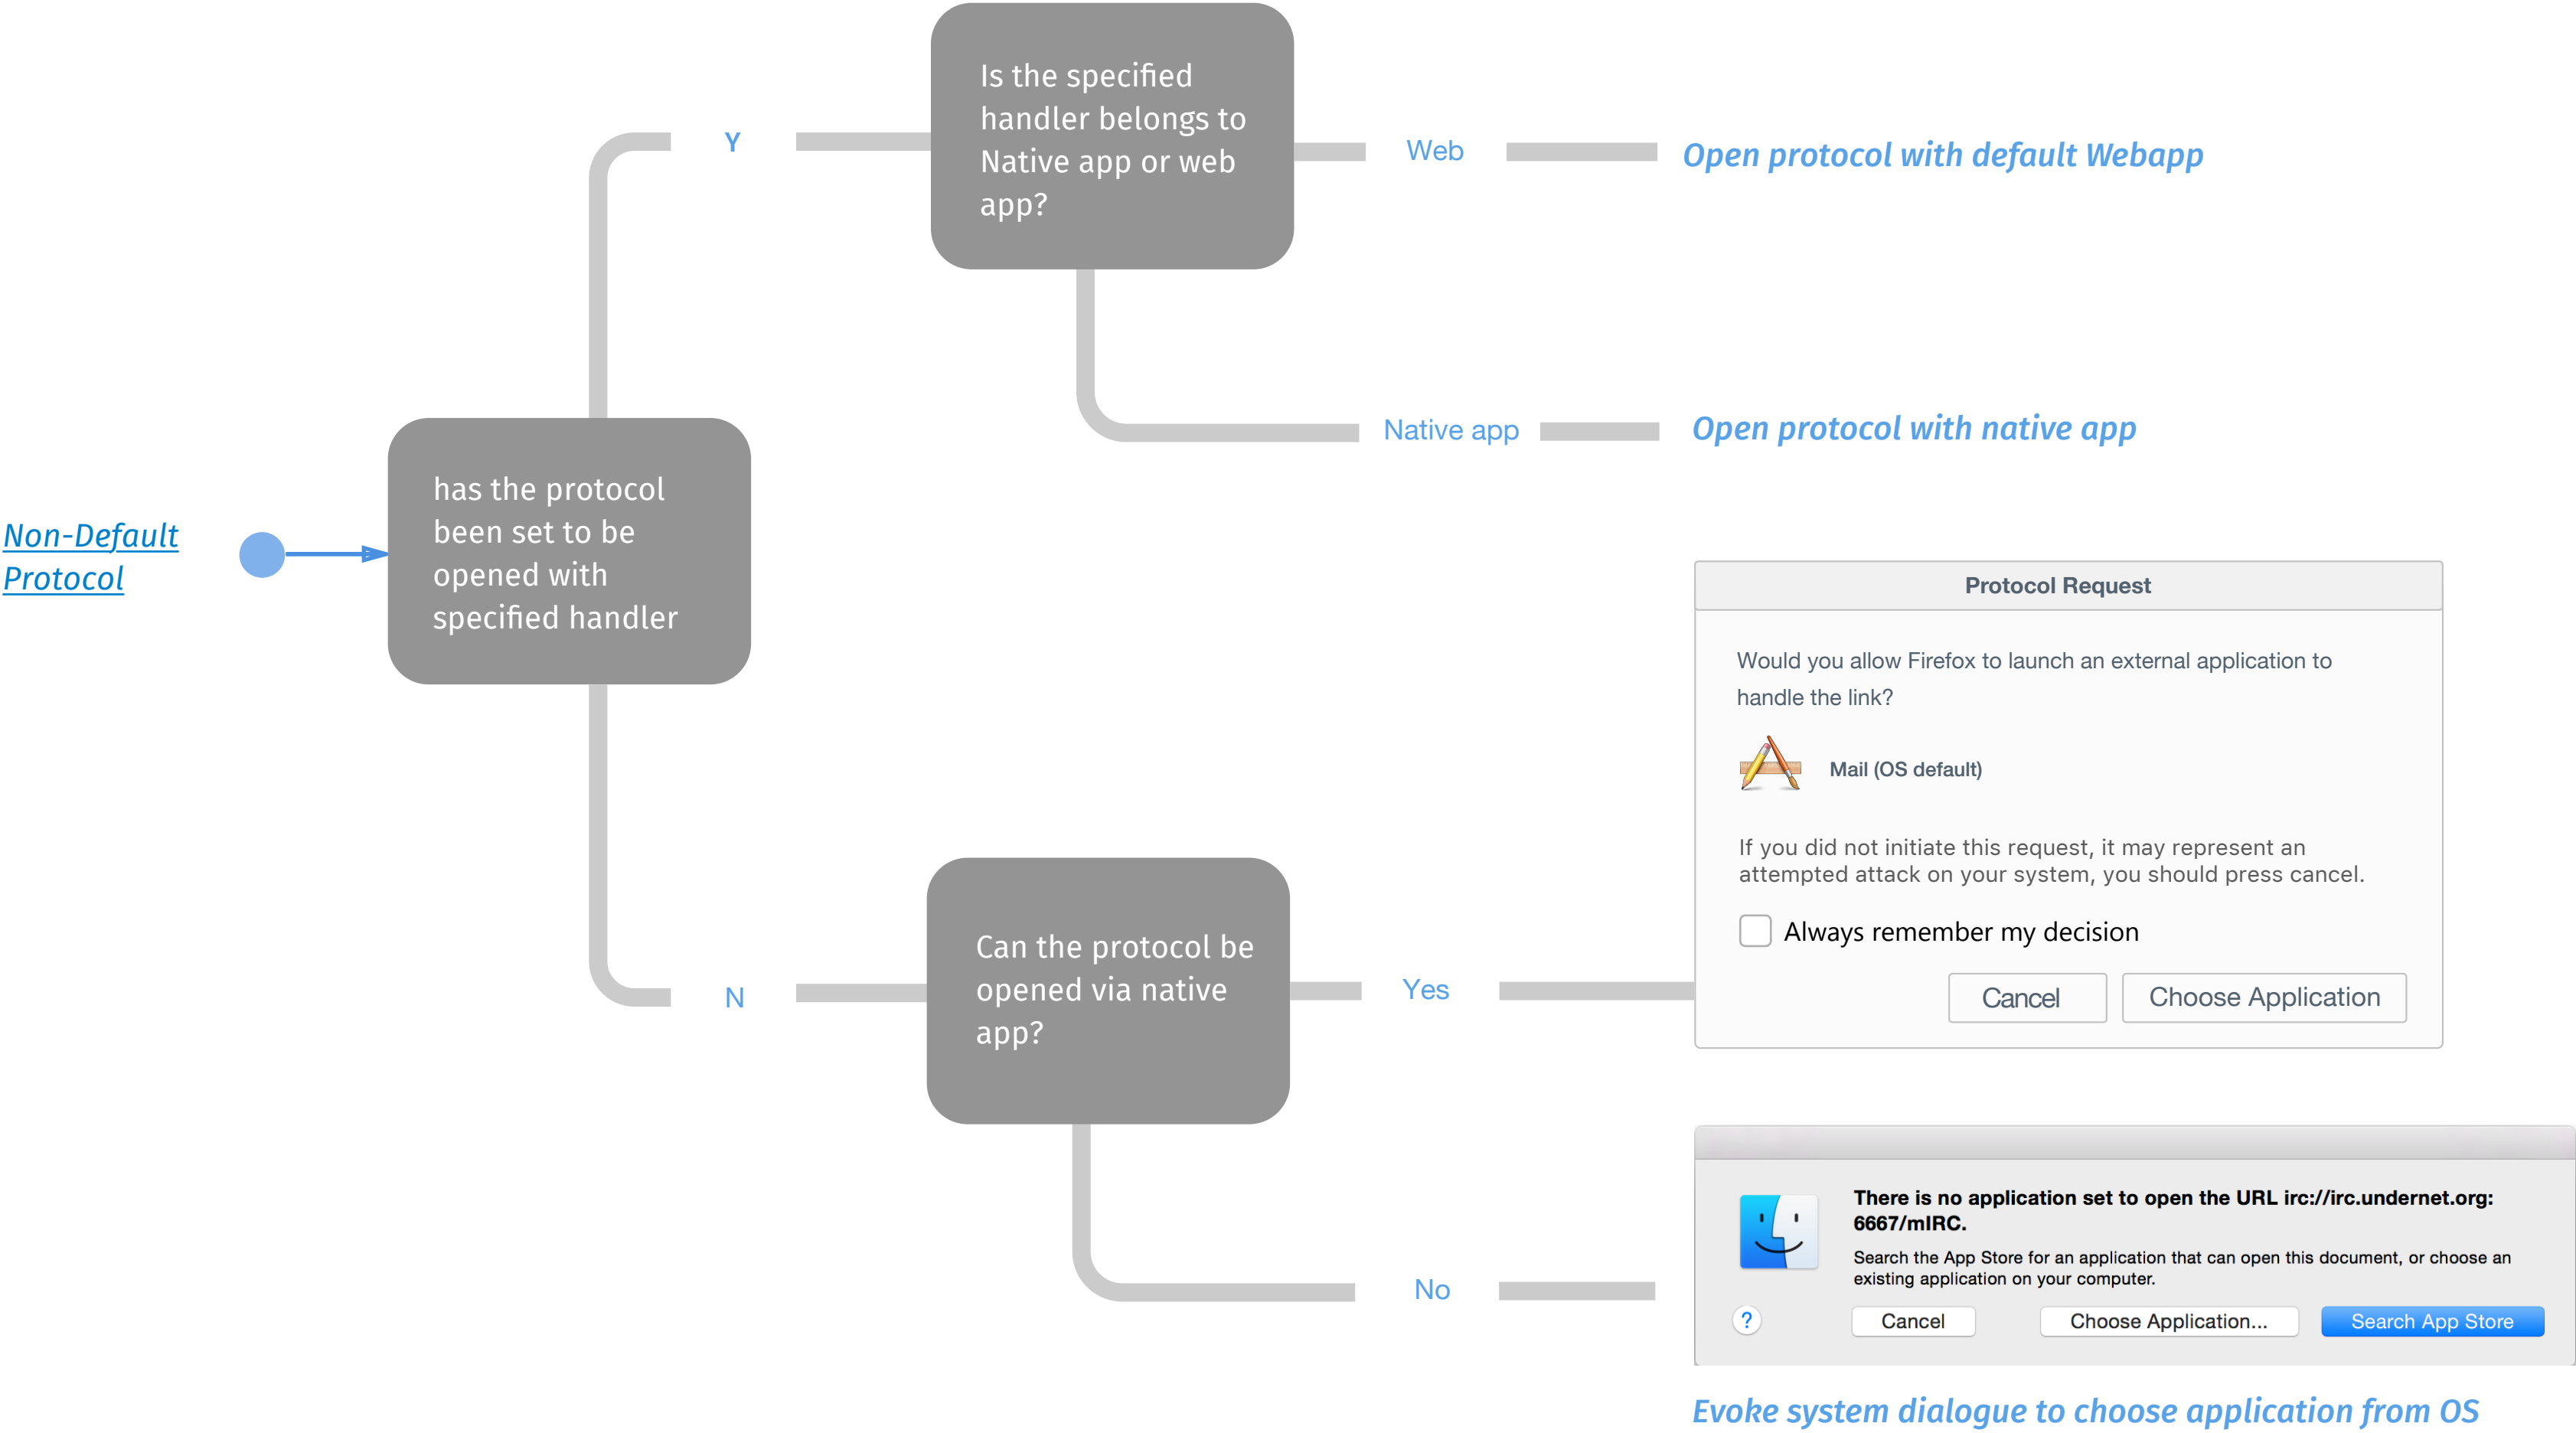 Is the specified
handler belongs to
Native app or web
app?
Y
Web
Open protocol with default Webapp
Native app
Open protocol with native app
Non-Default
Protocol
has the protocol
been set to be
opened with
specified handler
Protocol Request
Would you allow Firefox to launch an external application to
handle the link?
Mail (OS default)
If you did not initiate this request, it may represent an
attempted attack on your system, you should press cancel.
Always remember my decision
Cancel
Choose Application
N
Can the protocol be
opened via native
app?
Yes
No
There is no application set to open the URL irc://irc.undernet.org:
6667/mIRC.
Search the App Store for an application that can open this document, or choose an
existing application on your computer.
?
Cancel
Choose Application...
Search App Store
Evoke system dialogue to choose application from OS